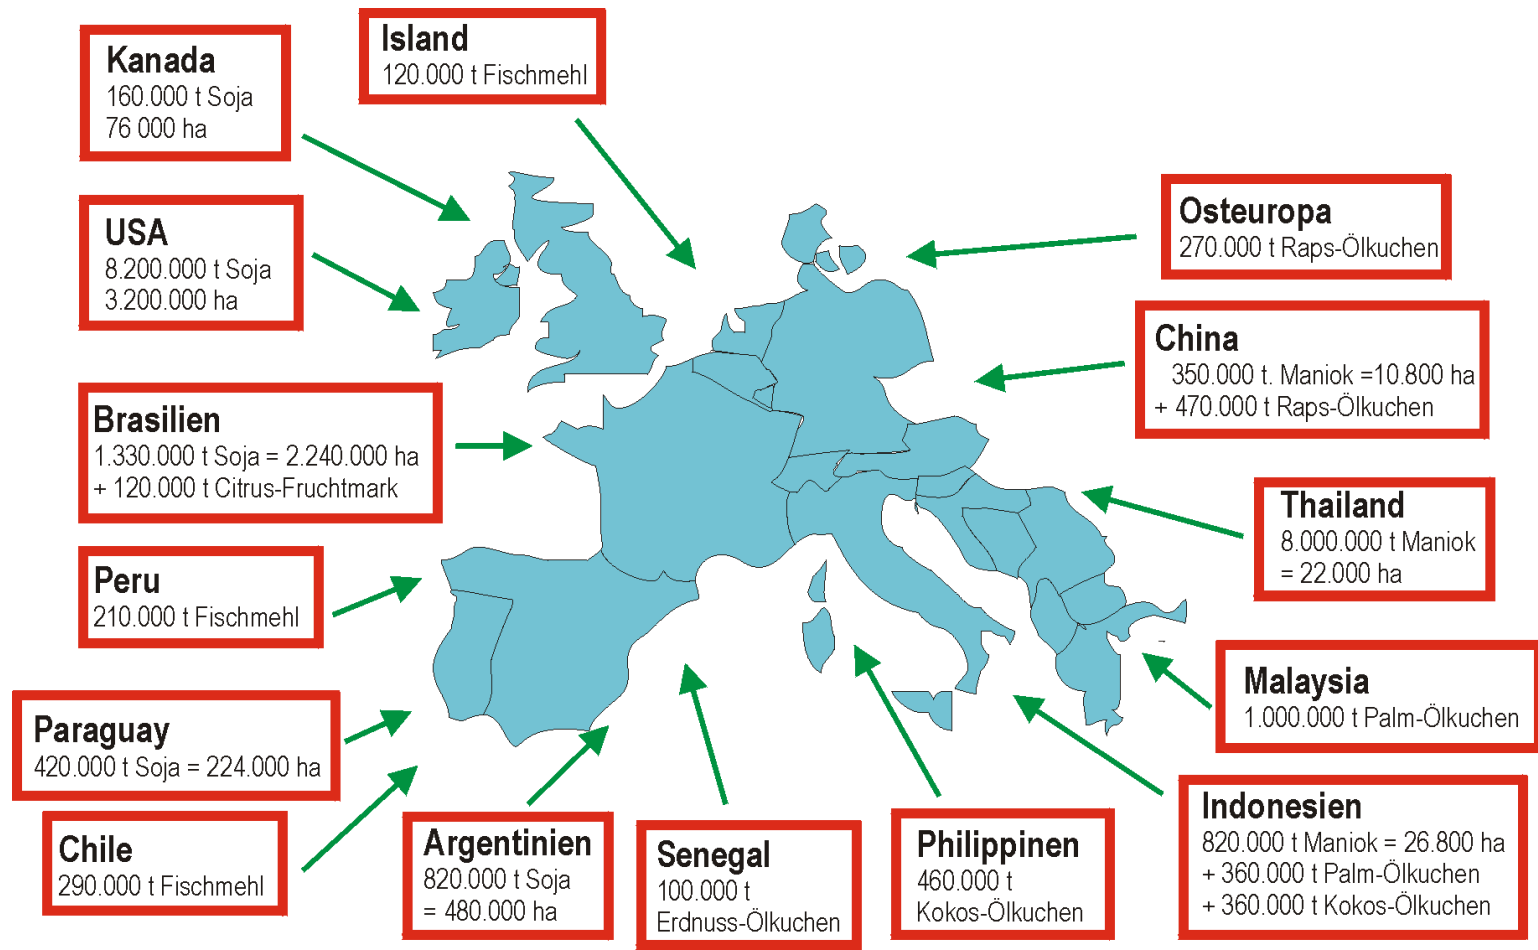 Kanada
160.000 t Soja
76 000 ha
Island
120.000 t Fischmehl
USA
8.200.000 t Soja
3.200.000 ha
Osteuropa
270.000 t Raps-Ölkuchen
China
350.000 t. Maniok =10.800 ha
+ 470.000 t Raps-Ölkuchen
Brasilien
1.330.000 t Soja = 2.240.000 ha
+ 120.000 t Citrus-Fruchtmark
Thailand
8.000.000 t Maniok
= 22.000 ha
Peru
210.000 t Fischmehl
Malaysia
1.000.000 t Palm-Ölkuchen
Paraguay
420.000 t Soja = 224.000 ha
Chile
290.000 t Fischmehl
Argentinien
820.000 t Soja
= 480.000 ha
Senegal
100.000 t
Erdnuss-Ölkuchen
Philippinen
460.000 t
Kokos-Ölkuchen
Indonesien
820.000 t Maniok = 26.800 ha
+ 360.000 t Palm-Ölkuchen
+ 360.000 t Kokos-Ölkuchen